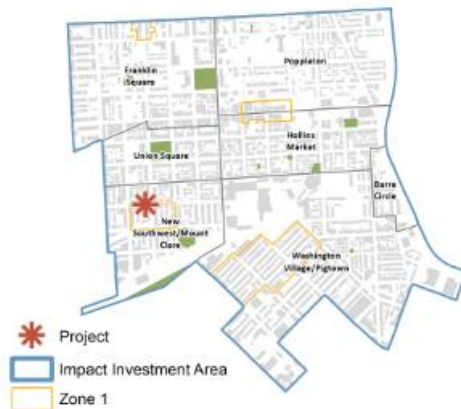 Franklin
Square
Poppleton
Hollins
Market
Union Square
Barre
Circle
New
Southwest/Mount
Clare
Washington
Village/Pigtown
Project
Impact Investment Area
Zone 1